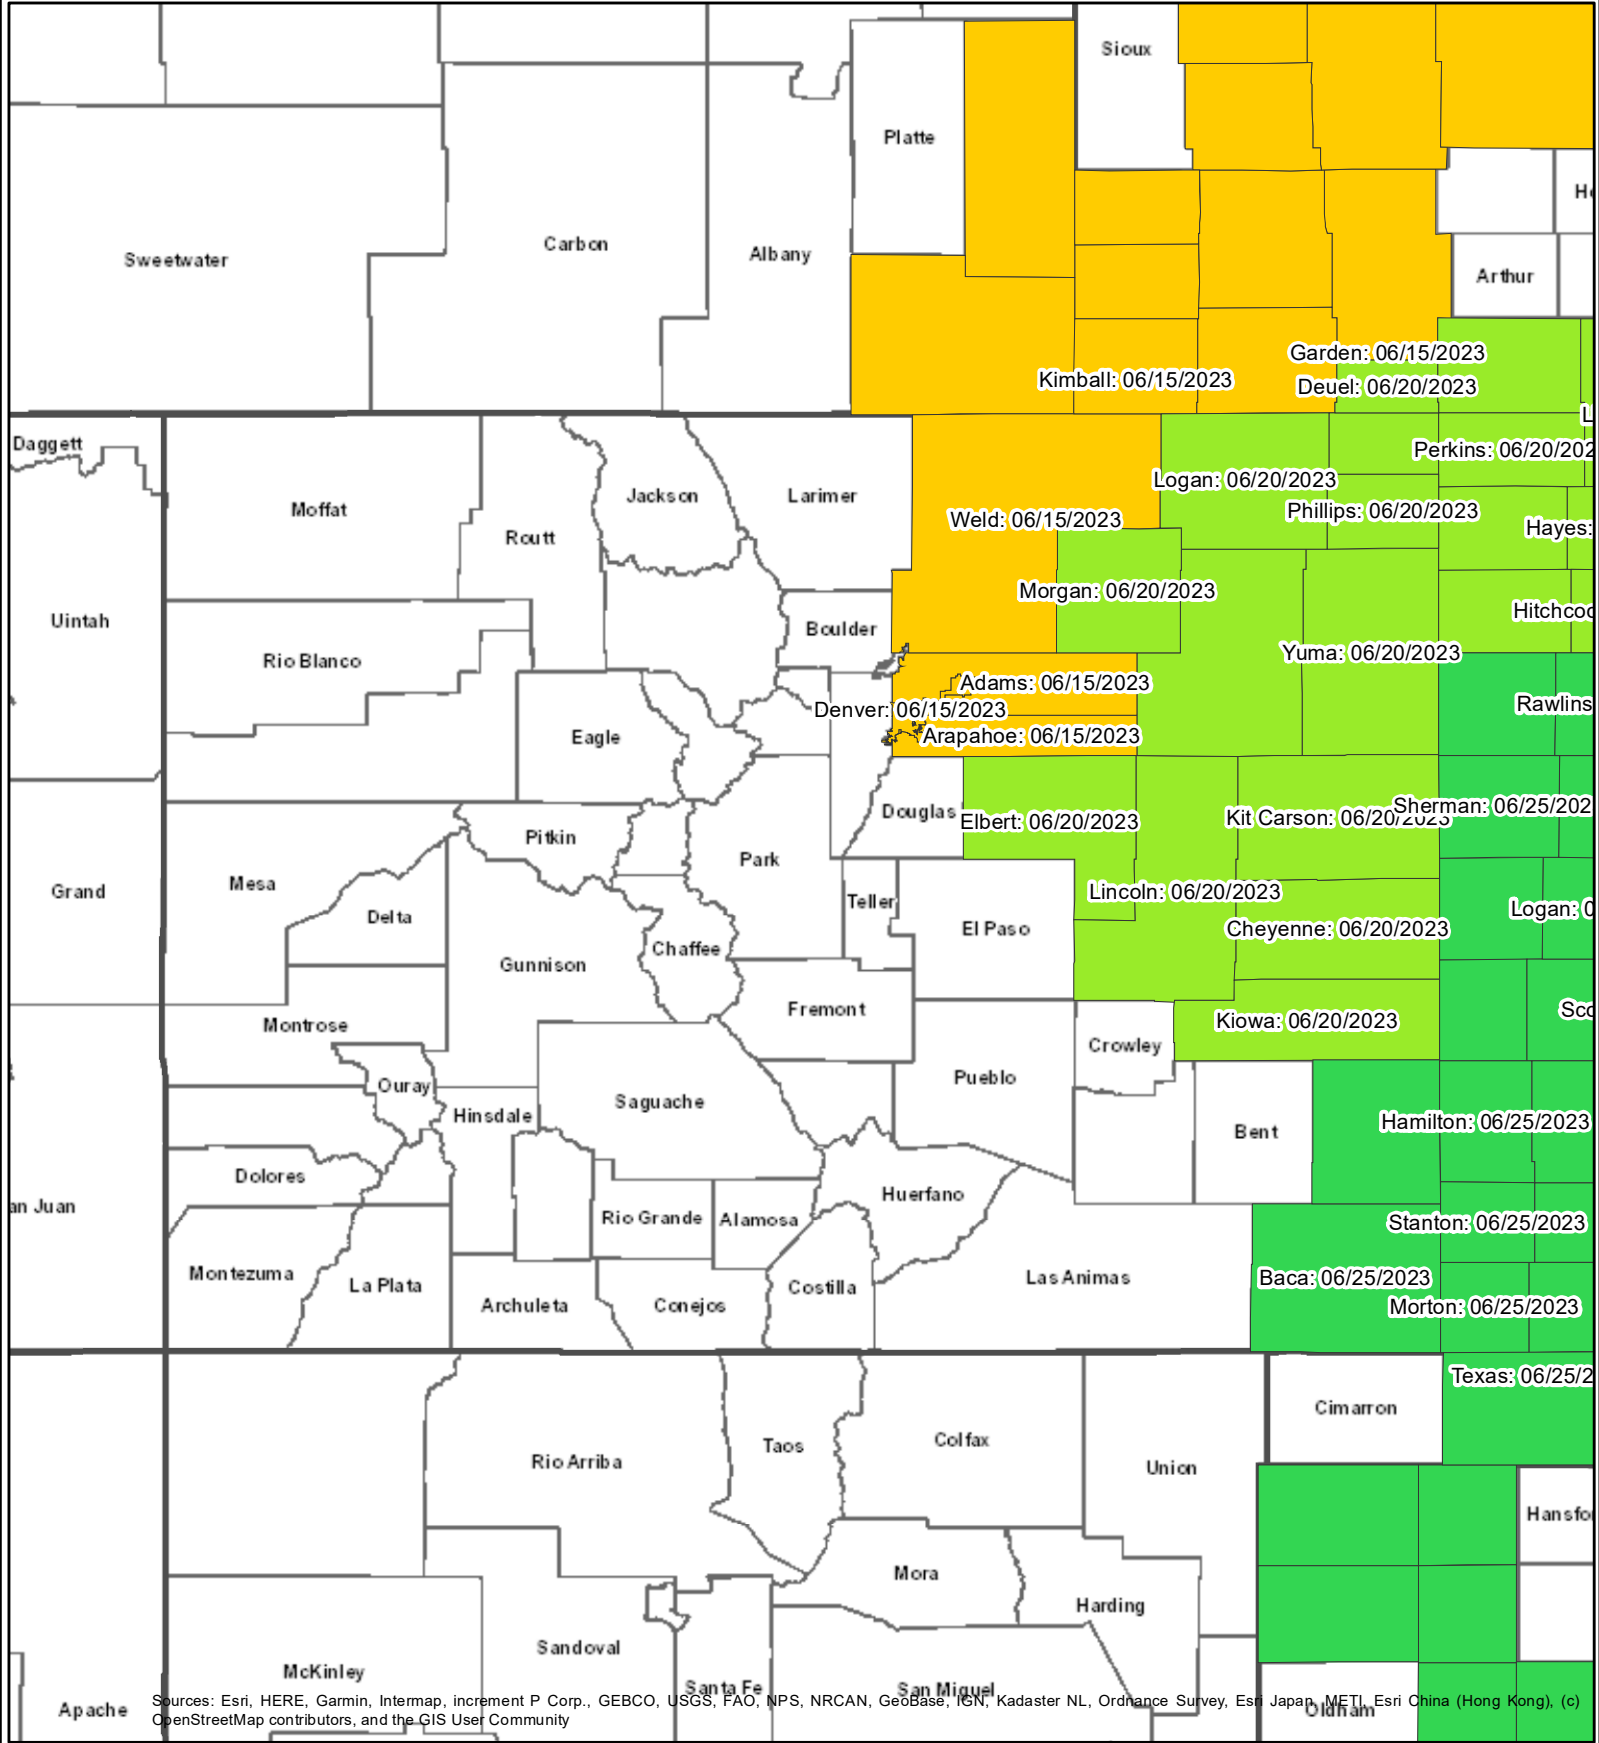 Sioux
Platte
Sweetwater
Carbon
Albany
Arthur
Garden: 06/15/2023
Kimball: 06/15/2023
Deuel: 06/20/2023
Daggett
Perkins: 06/20/202
Moffat
Jackson
Larimer
Logan: 06/20/2023
Phillips: 06/20/2023
Weld: 06/15/2023
Routt
Hayes:
Morgan: 06/20/2023
Hitchcoc
Uintah
Boulder
Rio Blanco
Yuma: 06/20/2023
Adams: 06/15/2023
Rawlins
Denver: 06/15/2023
Eagle
Arapahoe: 06/15/2023
Sherman: 06/25/202
Douglas
Elbert: 06/20/2023
Kit Carson: 06/20/2023
Pitkin
Park
Grand
Mesa
Lincoln: 06/20/2023
Teller
Logan: 0
Delta
El Paso
Cheyenne: 06/20/2023
Chaffee
Gunnison
Fremont
Sco
Montrose
Kiowa: 06/20/2023
Crowley
Pueblo
Ouray
Saguache
Hinsdale
Hamilton: 06/25/2023
Bent
Dolores
Huerfano
an Juan
Rio Grande
Alamosa
Stanton: 06/25/2023
Montezuma
La Plata
Costilla
Las Animas
Baca: 06/25/2023
Archuleta
Conejos
Morton: 06/25/2023
Texas: 06/25/2
Cimarron
Taos
Colfax
Rio Arriba
Union
Hansfo
Mora
Harding
Sandoval
McKinley
Santa Fe
San Miguel
Apache
Oldham
Sources: Esri, HERE, Garmin, Intermap, increment P Corp., GEBCO, USGS, FAO, NPS, NRCAN, GeoBase, IGN, Kadaster NL, Ordnance Survey, Esri Japan, METI, Esri China (Hong Kong), (c)
OpenStreetMap contributors, and the GIS User Community